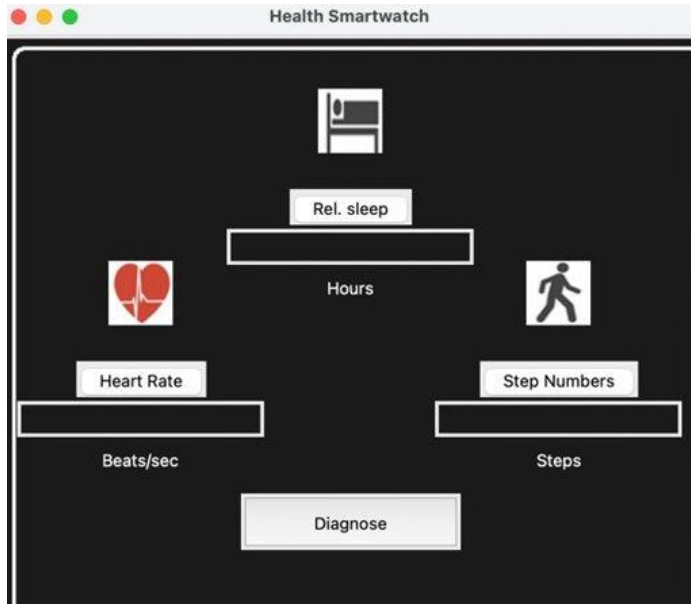 Health Smartwatch
Rel. sleep
Hours
Heart Rate
Beats/sec
Step Numbers
Steps
Diagnose